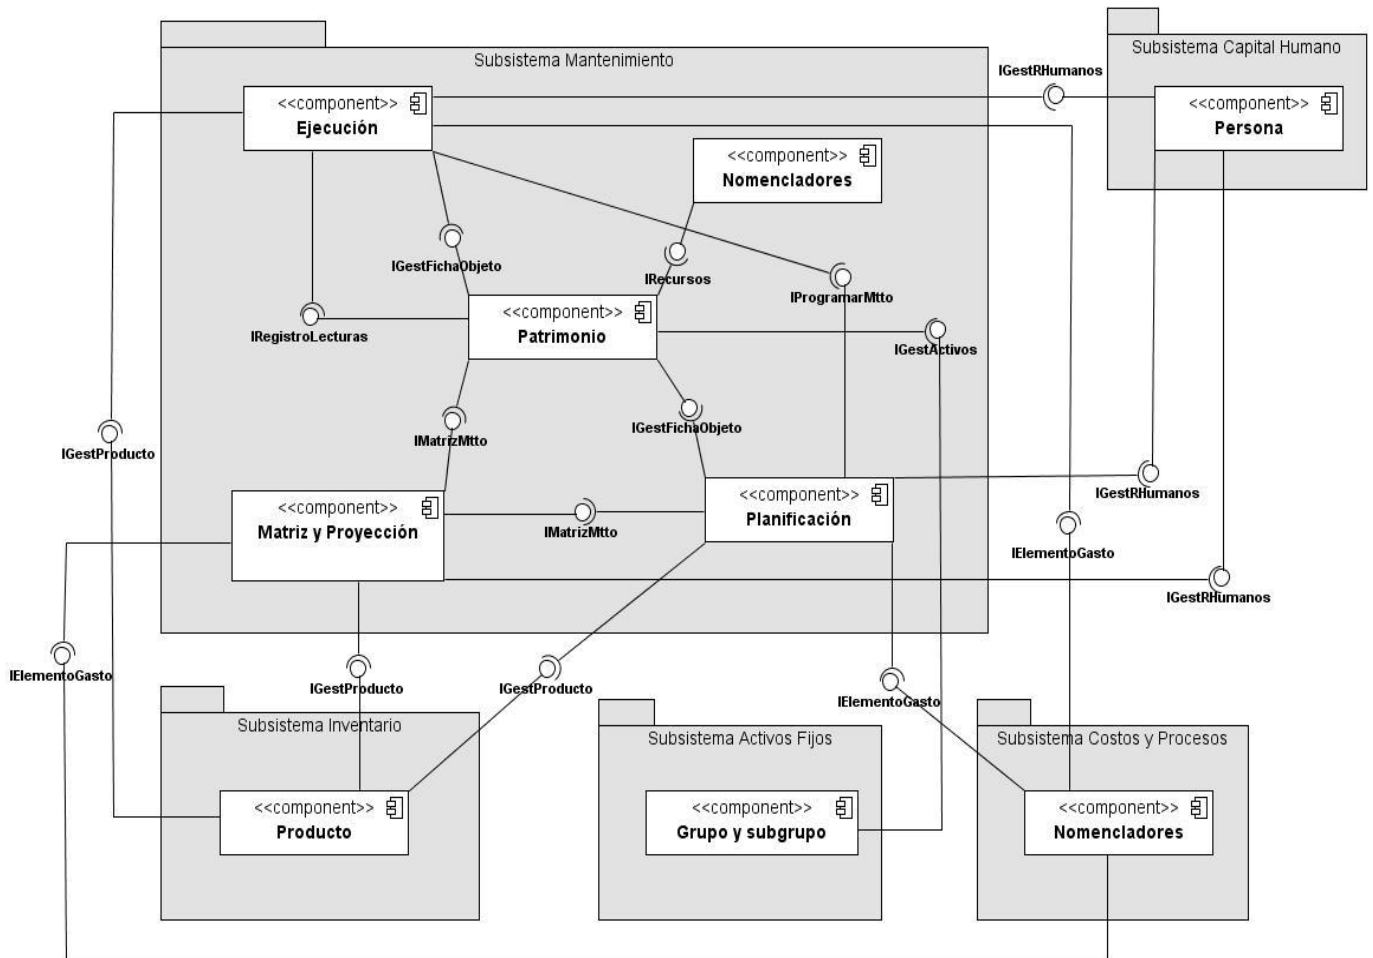 Subsistema Mantenimiento
Subsistema Capital Humano
IGestRHumanos
<<component>>
Ejecución
<<component>>
Persona
<<component>>
Nomencladores
IGestFichaObjeto
IRecursos
IProgramarMtto
<<component>>
Patrimonio
IRegistroLecturas
IGestActivos
IGestFichaObjeto
IMatrizMtto
IGestProducto
IGestRHumanos
<<component>>
Planificación
<<component>>
Matriz y Proyección
IMatrizMtto
IElementoGasto
IGestRHumanos
IElementoGasto
IGestProducto
IGestProducto
IElementoGasto
Subsistema Inventario
Subsistema Activos Fijos
Subsistema Costos y Procesos
<<component>>
Producto
<<component>>
Grupo y subgrupo
<<component>>
Nomencladores